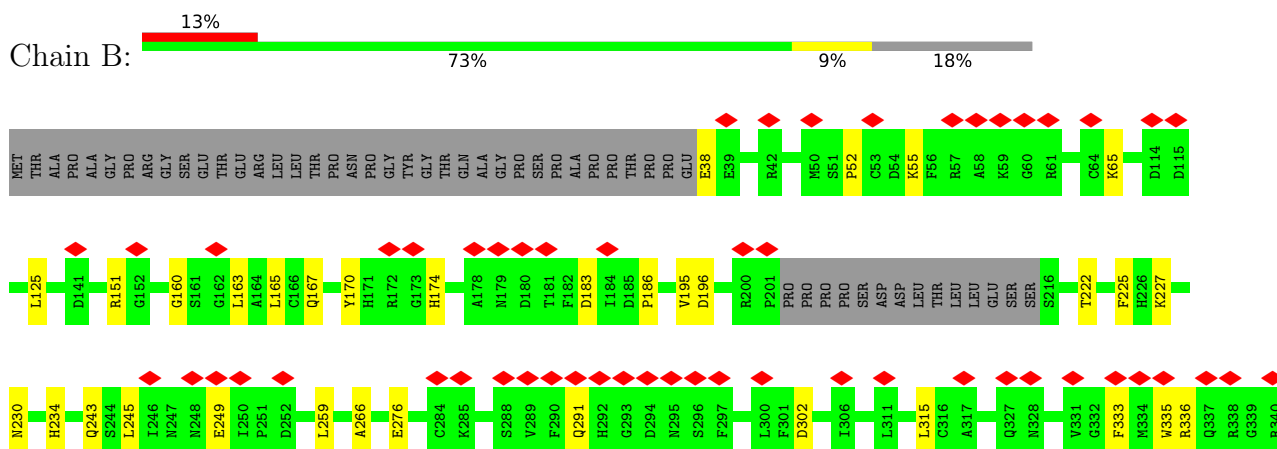 13%
Chain B:
73% 9% 18%
MET THR ALA PRO ALA GLY PRO ARG GLY SER GLU THR GLU ARG LEU LEU THR PRO ASN PRO GLY TYR GLY THR GLN ALA GLY PRO SER PRO ALA PRO PRO THR PRO PRO GLU E38 E39 R42 M50 S51 P52 C53 D54 K55 F56 R57 A58 K59 G60 R61 C64 K65 D114 D115
L125 D141 R151 G152 G160 S161 G162 L163 A164 L165 C166 Q167 Y170 H171 R172 G173 H174 A178 N179 D180 T181 F182 D183 I184 D185 P186 V195 D196 R200 P201 PRO PRO PRO PRO SER ASP ASP LEU THR LEU LEU GLU SER SER S216 T222 F225 H226 K227
N230 H234 Q243 S244 L245 I246 N247 N248 E249 I250 P251 D252 L259 A266 E276 C284 K285 S288 V289 F290 Q291 H292 G293 D294 N295 S296 F297 L300 F301 D302 I306 L311 L315 C316 A317 Q327 N328 V331 G332 F333 M334 W335 R336 Q337 R338 G339 R340